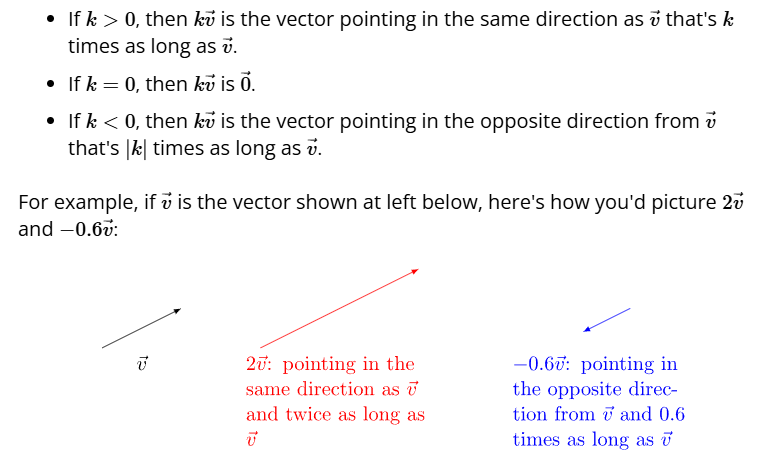 • If k > 0, then kv⃗ is the vector pointing in the same direction as v⃗ that's k
times as long as v⃗.
• If k = 0, then kv⃗ is 0⃗.
• If k < 0, then kv⃗ is the vector pointing in the opposite direction from v⃗
that's |k| times as long as v⃗.
For example, if v⃗ is the vector shown at left below, here's how you'd picture 2v⃗
and −0.6v⃗:
v⃗
2v⃗: pointing in the
same direction as v⃗
and twice as long as
v⃗
−0.6v⃗: pointing in
the opposite direc-
tion from v⃗ and 0.6
times as long as v⃗